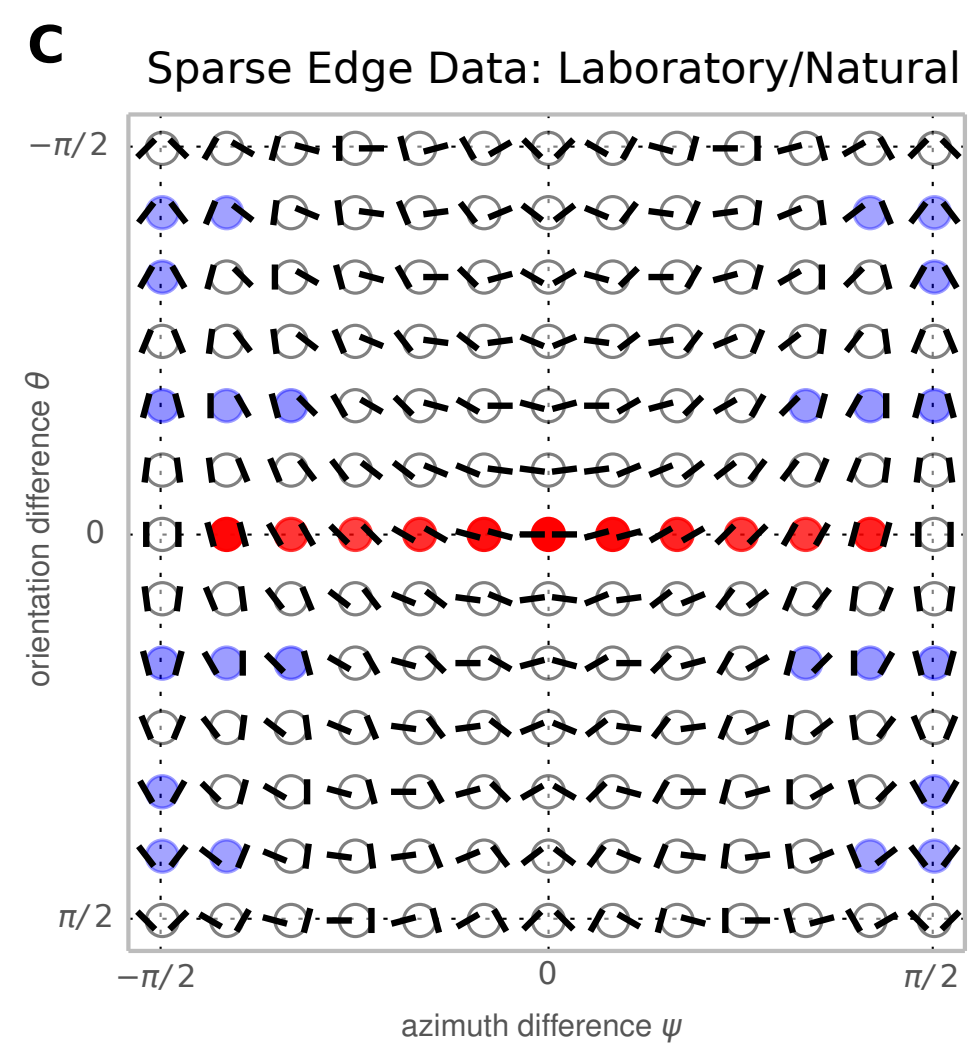 C
Sparse Edge Data: Laboratory/Natural
−π/2
orientation difference θ
0
π/2
−π/2
0
π/2
azimuth difference ψ